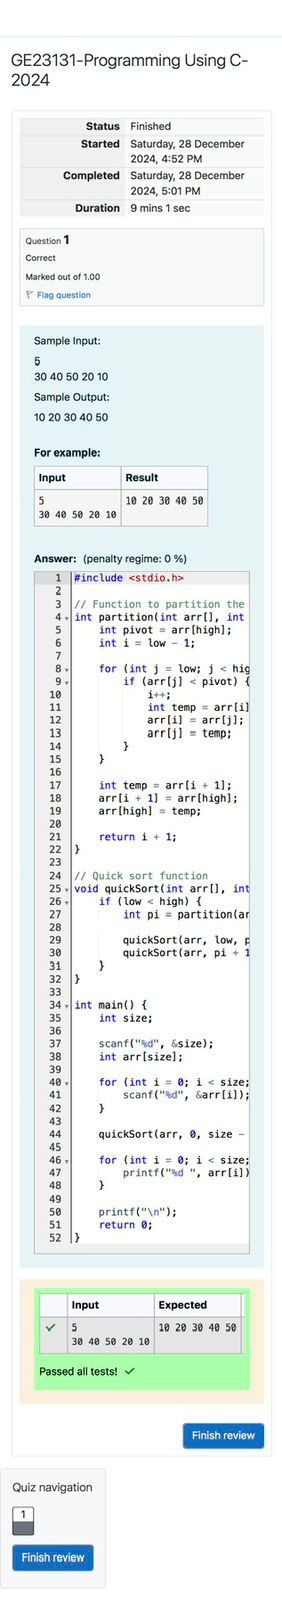 GE23131-Programming Using C-
2024
Status Finished
Started Saturday, 28 December
2024, 4:52 PM
Completed Saturday, 28 December
2024, 5:01 PM
Duration 9 mins 1 sec
Question 1
Correct
Marked out of 1.00
Flag question
Sample Input:
5
30 40 50 20 10
Sample Output:
10 20 30 40 50
For example:
Input Result
5 10 20 30 40 50
30 40 50 20 10
Answer: (penalty regime: 0 %)
1 #include <stdio.h>
2
3 // Function to partition the
4 int partition(int arr[], int
5 int pivot = arr[high];
6 int i = low - 1;
7
8 for (int j = low; j < hig
9 if (arr[j] < pivot) {
10 i++;
11 int temp = arr[i]
12 arr[i] = arr[j];
13 arr[j] = temp;
14 }
15 }
16
17 int temp = arr[i + 1];
18 arr[i + 1] = arr[high];
19 arr[high] = temp;
20
21 return i + 1;
22 }
23
24 // Quick sort function
25 void quickSort(int arr[], int
26 if (low < high) {
27 int pi = partition(ar
28
29 quickSort(arr, low, p
30 quickSort(arr, pi + 1
31 }
32 }
33
34 int main() {
35 int size;
36
37 scanf("%d", &size);
38 int arr[size];
39
40 for (int i = 0; i < size;
41 scanf("%d", &arr[i]);
42 }
43
44 quickSort(arr, 0, size -
45
46 for (int i = 0; i < size;
47 printf("%d ", arr[i])
48 }
49
50 printf("\n");
51 return 0;
52 }
Input Expected
5 10 20 30 40 50
30 40 50 20 10
Passed all tests!
Finish review
Quiz navigation
1
Finish review